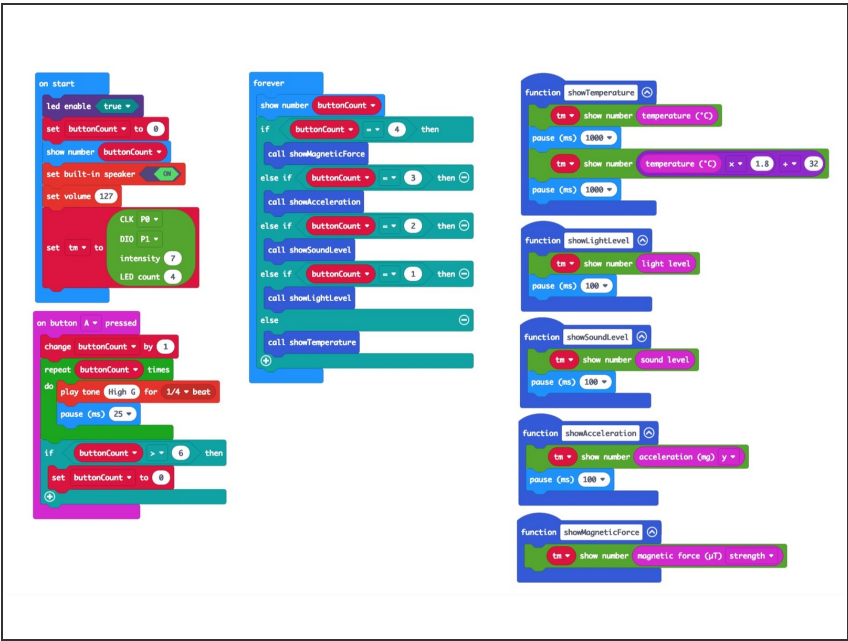 on start
led enable true
set buttonCount to 0
show number buttonCount
set built-in speaker ON
set volume 127
set tm to
CLK P0
DIO P1
intensity 7
LED count 4
on button A pressed
change buttonCount by 1
repeat buttonCount times
do play tone High G for 1/4 beat
pause (ms) 25
if buttonCount > 6 then
set buttonCount to 0
forever
show number buttonCount
if buttonCount = 4 then
call showMagneticForce
else if buttonCount = 3 then
call showAcceleration
else if buttonCount = 2 then
call showSoundLevel
else if buttonCount = 1 then
call showLightLevel
else
call showTemperature
function showTemperature
tm show number temperature (°C)
pause (ms) 1000
tm show number temperature (°C) × 1.8 + 32
pause (ms) 1000
function showLightLevel
tm show number light level
pause (ms) 100
function showSoundLevel
tm show number sound level
pause (ms) 100
function showAcceleration
tm show number acceleration (mg) y
pause (ms) 100
function showMagneticForce
tm show number magnetic force (µT) strength